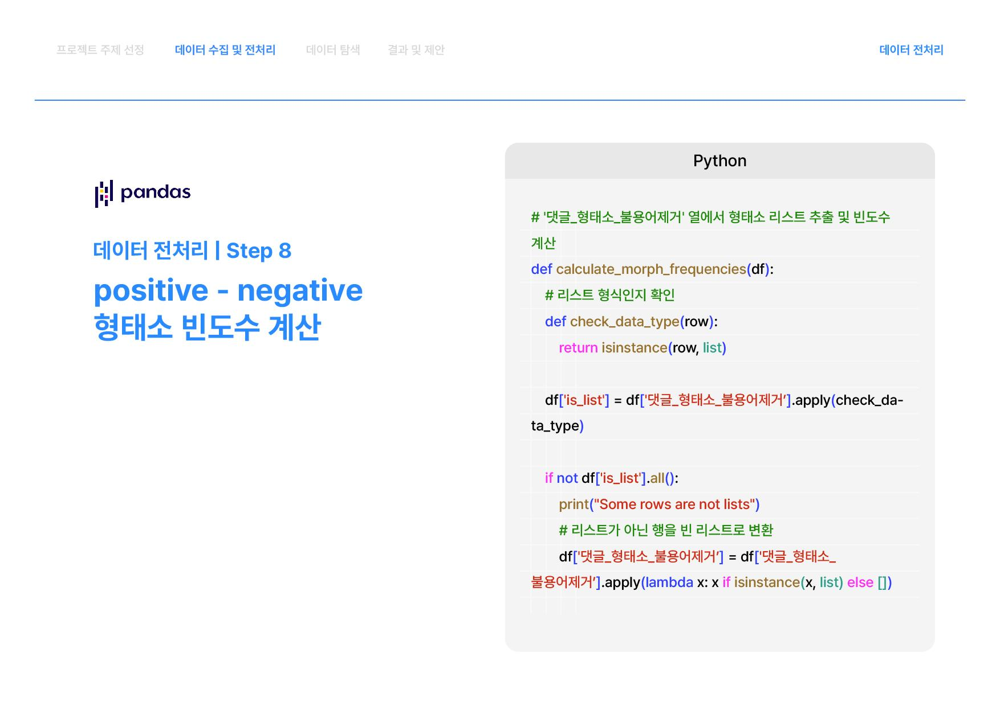 프로젝트 주제 선정 데이터 수집 및 전처리 데이터 탐색 결과 및 제안 데이터 전처리
pandas
데이터 전처리 | Step 8
positive - negative
형태소 빈도수 계산
Python
# '댓글_형태소_불용어제거' 열에서 형태소 리스트 추출 및 빈도수
계산
def calculate_morph_frequencies(df):
    # 리스트 형식인지 확인
    def check_data_type(row):
        return isinstance(row, list)
    df['is_list'] = df['댓글_형태소_불용어제거’].apply(check_da-
ta_type)
    if not df['is_list'].all():
        print("Some rows are not lists")
        # 리스트가 아닌 행을 빈 리스트로 변환
        df['댓글_형태소_불용어제거’] = df['댓글_형태소_
불용어제거’].apply(lambda x: x if isinstance(x, list) else [])